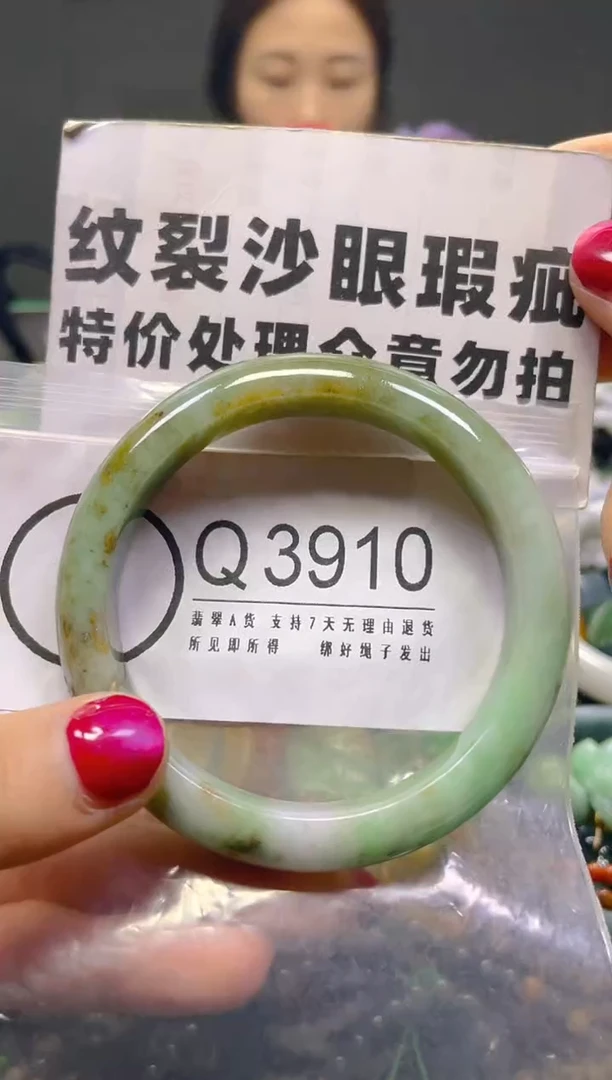 纹裂沙眼瑕疵
特价处理介意勿拍
Q3910
翡翠A货 支持7天无理由退货
所见即所得 绑好绳子发出